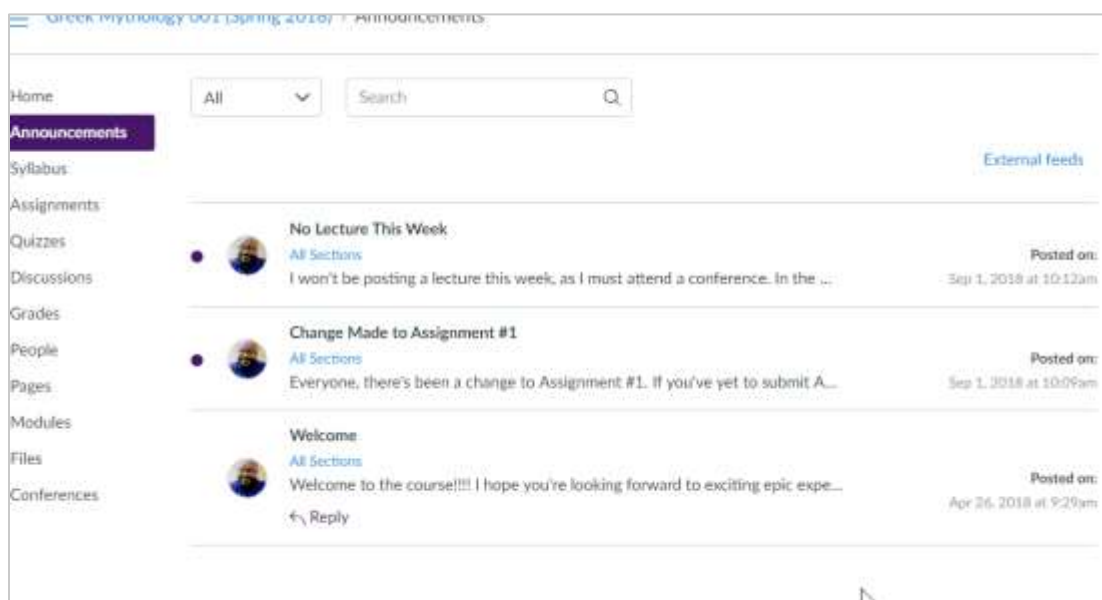 Greek Mythology 001 (Spring 2018) › Announcements
Home
Announcements
Syllabus
Assignments
Quizzes
Discussions
Grades
People
Pages
Modules
Files
Conferences
All
Search
External feeds
No Lecture This Week
All Sections
I won't be posting a lecture this week, as I must attend a conference. In the ...
Posted on:
Sep 1, 2018 at 10:12am
Change Made to Assignment #1
All Sections
Everyone, there's been a change to Assignment #1. If you've yet to submit A...
Posted on:
Sep 1, 2018 at 10:09am
Welcome
All Sections
Welcome to the course!!!! I hope you're looking forward to exciting epic expe...
Posted on:
Apr 26, 2018 at 9:29am
Reply